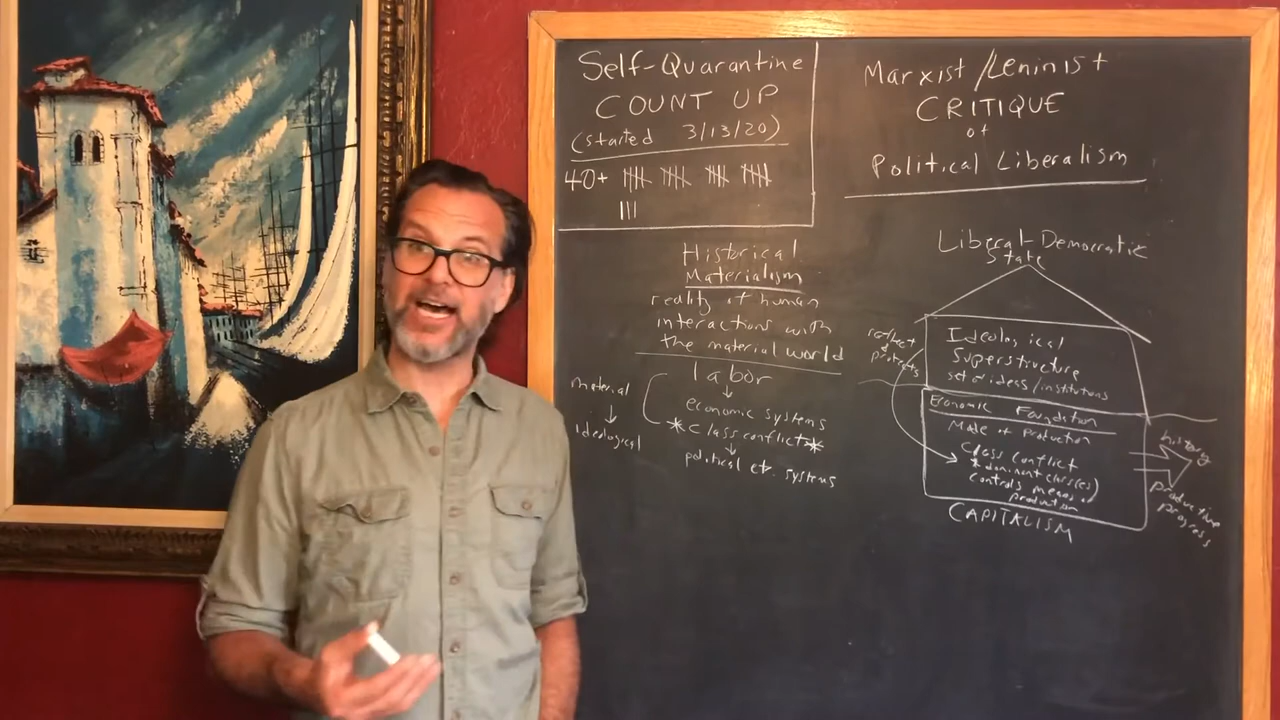 Self-Quarantine
COUNT UP
(started 3/13/20)
40+
Historical
Materialism
reality of human
interactions with
the material world
labor
economic systems
*Class conflict*
political etc. systems
material
ideological
Marxist/Leninist
CRITIQUE
of
Political Liberalism
Liberal-Democratic
State
Ideological
Superstructure
set of ideas/institutions
reflect
protects
Economic Foundation
Mode of Production
Class conflict
*dominant class(es)
controls means of
production
CAPITALISM
history
productive
progress